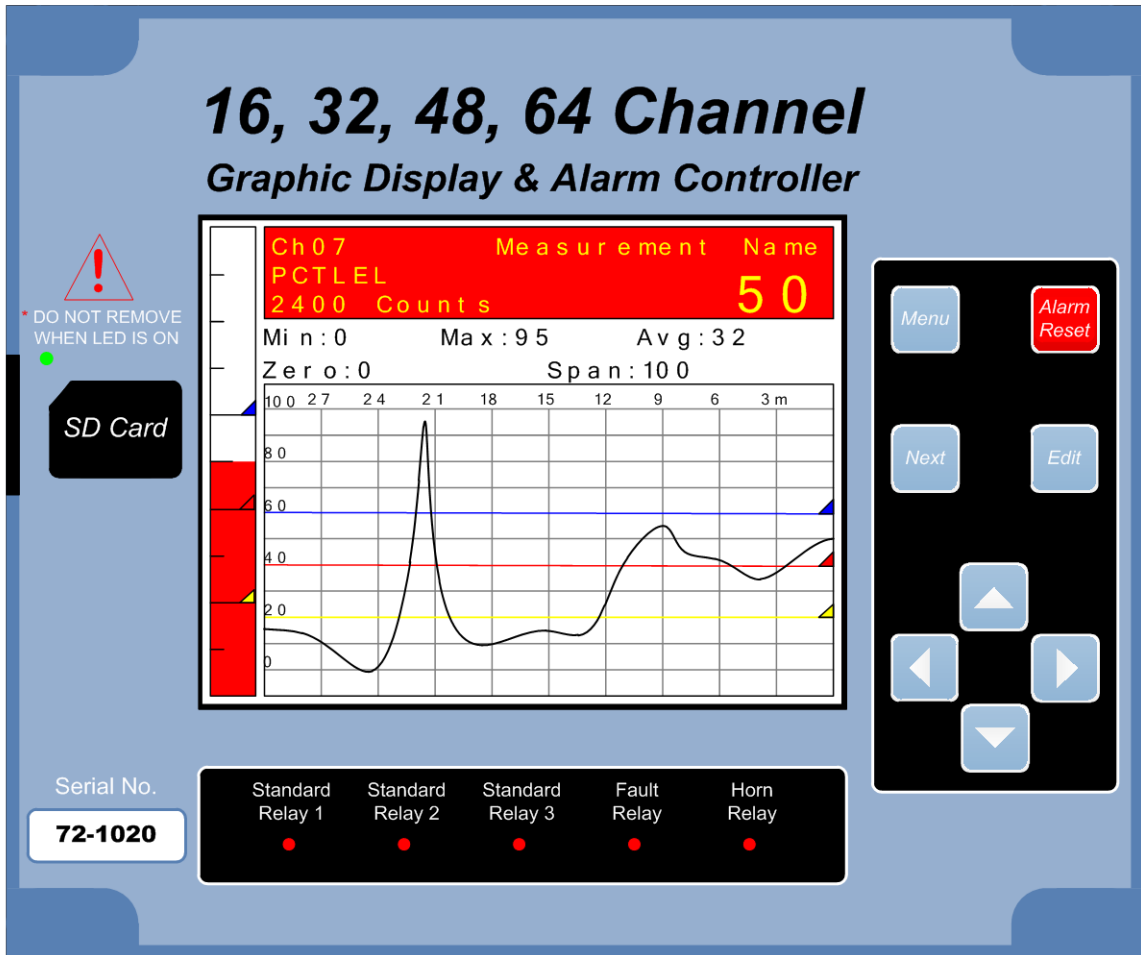 16, 32, 48, 64 Channel
Graphic Display & Alarm Controller
Ch07 Measurement Name
PCTLEL
2400 Counts 50
Min:0 Max:95 Avg:32
Zero:0 Span:100
100 27 24 21 18 15 12 9 6 3m
80
60
40
20
0
!
* DO NOT REMOVE
WHEN LED IS ON
SD Card
Menu
Alarm
Reset
Next
Edit
Serial No.
72-1020
Standard Relay 1
Standard Relay 2
Standard Relay 3
Fault Relay
Horn Relay